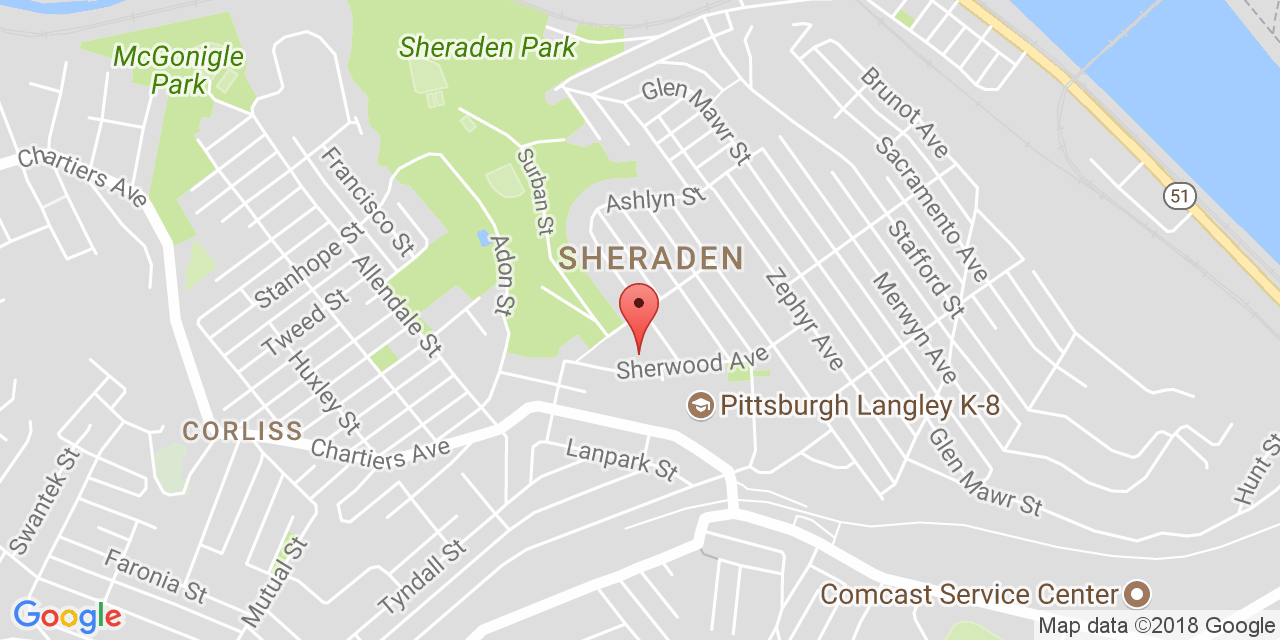 Sheraden Park
McGonigle
Park
Glen Mawr St
Brunot Ave
Sacramento Ave
Chartiers Ave
Francisco St
Surban St
Ashlyn St
51
Stanhope St
Allendale St
Adon St
SHERADEN
Zephyr Ave
Stafford St
Merwyn Ave
Tweed St
Huxley St
Sherwood Ave
Pittsburgh Langley K-8
CORLISS
Chartiers Ave
Lanpark St
Glen Mawr St
Hunt St
Swantek St
Faronia St
Mutual St
Tyndall St
Comcast Service Center
Google
Map data ©2018 Google